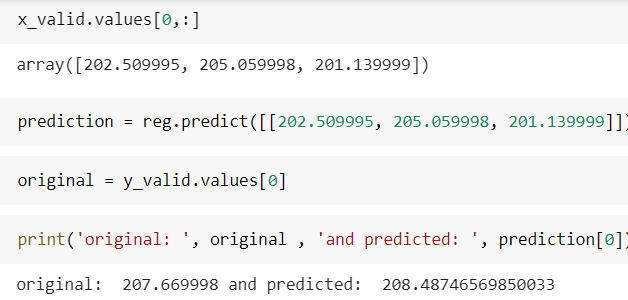 x_valid.values[0,:]
array([202.509995, 205.059998, 201.139999])
prediction = reg.predict([[202.509995, 205.059998, 201.139999]])
original = y_valid.values[0]
print('original: ', original , 'and predicted: ', prediction[0])
original:  207.669998 and predicted:  208.48746569850033